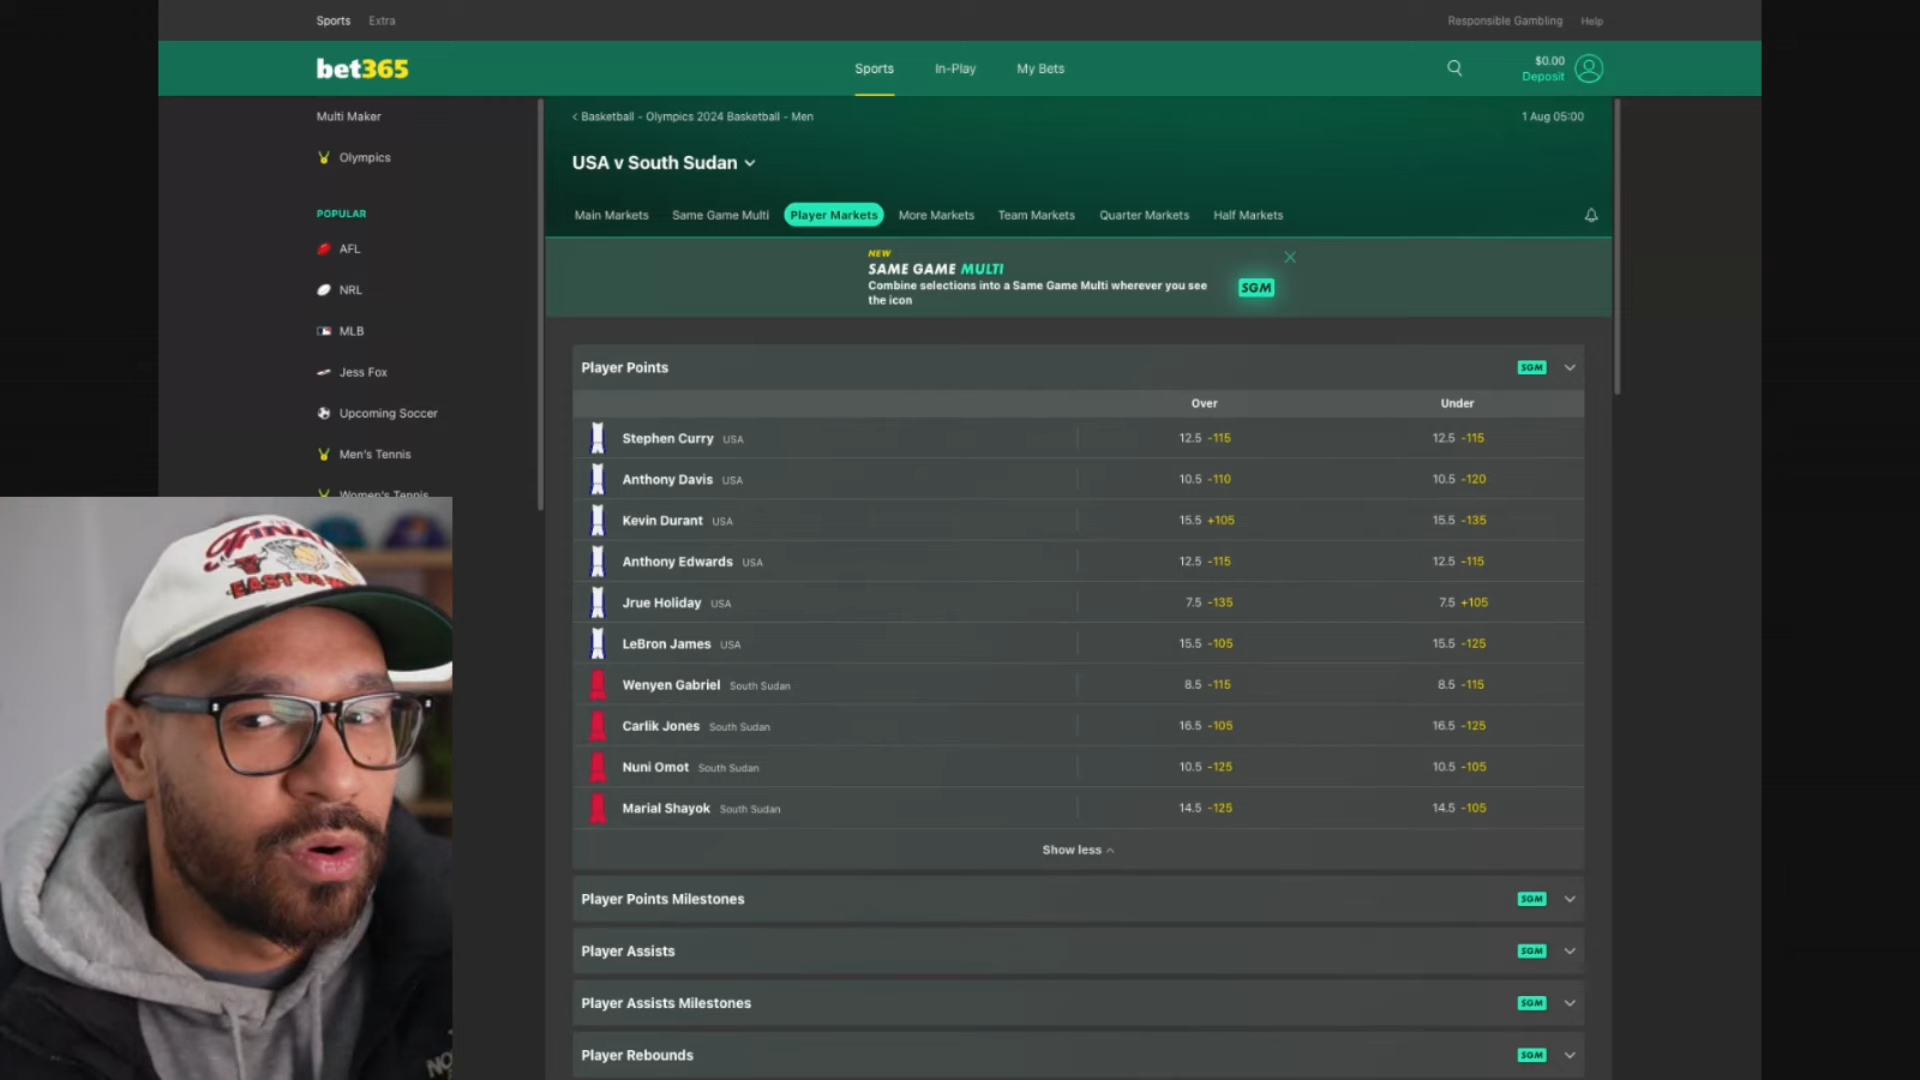 Sports Extra Responsible Gambling Help
bet365 Sports In-Play My Bets $0.00
Deposit
Multi Maker
Olympics
POPULAR
AFL
NRL
MLB
Jess Fox
Upcoming Soccer
Men's Tennis
Women's Tennis
< Basketball - Olympics 2024 Basketball - Men 1 Aug 05:00
USA v South Sudan
Main Markets Same Game Multi Player Markets More Markets Team Markets Quarter Markets Half Markets
NEW
SAME GAME MULTI
Combine selections into a Same Game Multi wherever you see
the icon
SGM
Player Points SGM
Over Under
Stephen Curry USA 12.5 -115 12.5 -115
Anthony Davis USA 10.5 -110 10.5 -120
Kevin Durant USA 15.5 +105 15.5 -135
Anthony Edwards USA 12.5 -115 12.5 -115
Jrue Holiday USA 7.5 -135 7.5 +105
LeBron James USA 15.5 -105 15.5 -125
Wenyen Gabriel South Sudan 8.5 -115 8.5 -115
Carlik Jones South Sudan 16.5 -105 16.5 -125
Nuni Omot South Sudan 10.5 -125 10.5 -105
Marial Shayok South Sudan 14.5 -125 14.5 -105
Show less
Player Points Milestones SGM
Player Assists SGM
Player Assists Milestones SGM
Player Rebounds SGM
EAST